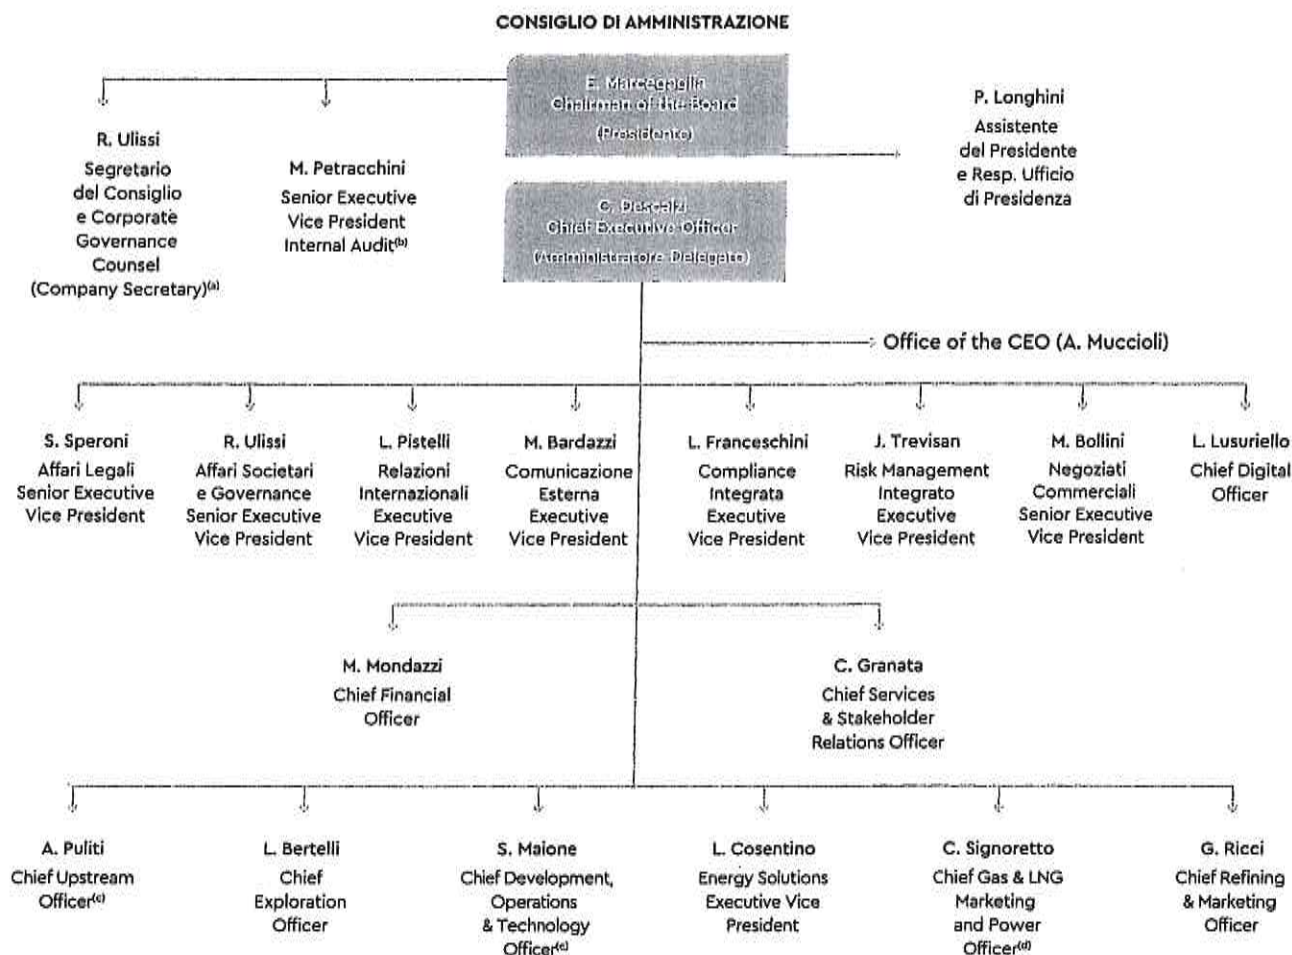 CONSIGLIO DI AMMINISTRAZIONE
E. Marcegaglia
Chairman of the Board
(Presidente)
P. Longhini
Assistente
del Presidente
e Resp. Ufficio
di Presidenza
R. Ulissi
Segretario
del Consiglio
e Corporate
Governance
Counsel
(Company Secretary)(a)
M. Petracchini
Senior Executive
Vice President
Internal Audit(b)
C. Descalzi
Chief Executive Officer
(Amministratore Delegato)
Office of the CEO (A. Muccioli)
S. Speroni
Affari Legali
Senior Executive
Vice President
R. Ulissi
Affari Societari
e Governance
Senior Executive
Vice President
L. Pistelli
Relazioni
Internazionali
Executive
Vice President
M. Bardazzi
Comunicazione
Esterna
Executive
Vice President
L. Franceschini
Compliance
Integrata
Executive
Vice President
J. Trevisan
Risk Management
Integrato
Executive
Vice President
M. Bollini
Negoziati
Commerciali
Senior Executive
Vice President
L. Lusuriello
Chief Digital
Officer
M. Mondazzi
Chief Financial
Officer
C. Granata
Chief Services
& Stakeholder
Relations Officer
A. Puliti
Chief Upstream
Officer(c)
L. Bertelli
Chief
Exploration
Officer
S. Maione
Chief Development,
Operations
& Technology
Officer(c)
L. Cosentino
Energy Solutions
Executive Vice
President
C. Signoretto
Chief Gas & LNG
Marketing
and Power
Officer(d)
G. Ricci
Chief Refining
& Marketing
Officer